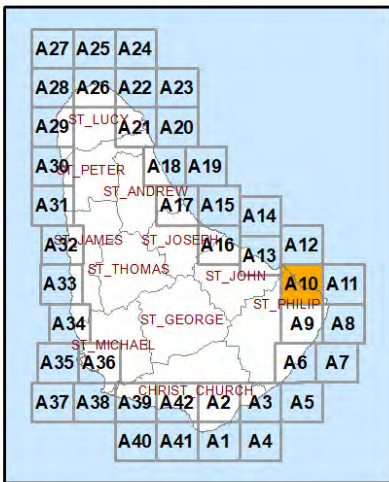 A27 A25 A24
A28 A26 A22 A23
A29 ST_LUCY A21 A20
A30 ST_PETER A18 A19
ST_ANDREW
A31 A17 A15 A14
A32 ST_JAMES ST_JOSEPH A16 A13 A12
A33 ST_THOMAS ST_JOHN A10 A11
ST_PHILIP
A34 ST_GEORGE A9 A8
ST_MICHAEL
A35 A36 A6 A7
CHRIST_CHURCH
A37 A38 A39 A42 A2 A3 A5
A40 A41 A1 A4